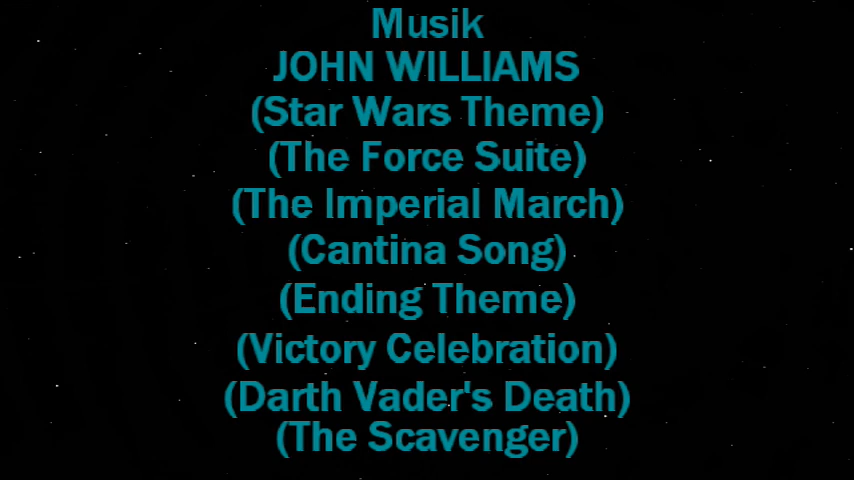 Musik
JOHN WILLIAMS
(Star Wars Theme)
(The Force Suite)
(The Imperial March)
(Cantina Song)
(Ending Theme)
(Victory Celebration)
(Darth Vader's Death)
(The Scavenger)